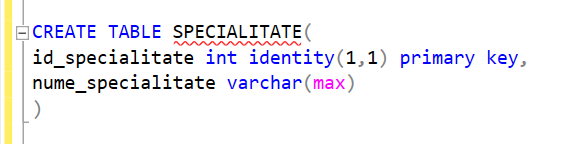 CREATE TABLE SPECIALITATE(
id_specialitate int identity(1,1) primary key,
nume_specialitate varchar(max)
)